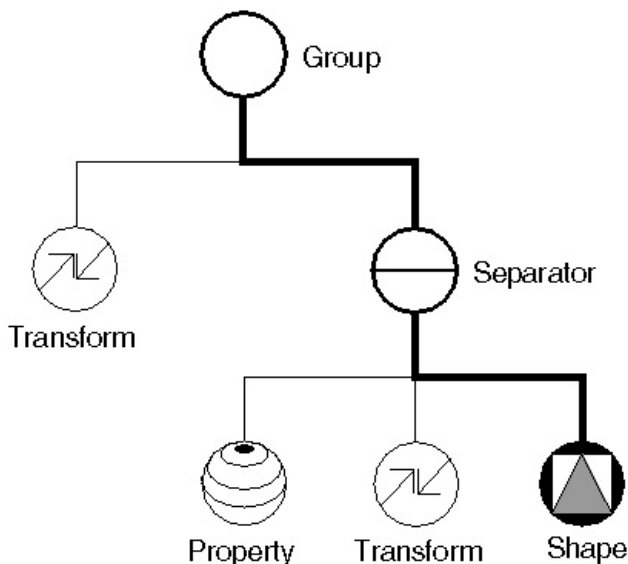 Group
Separator
Transform
Property
Transform
Shape